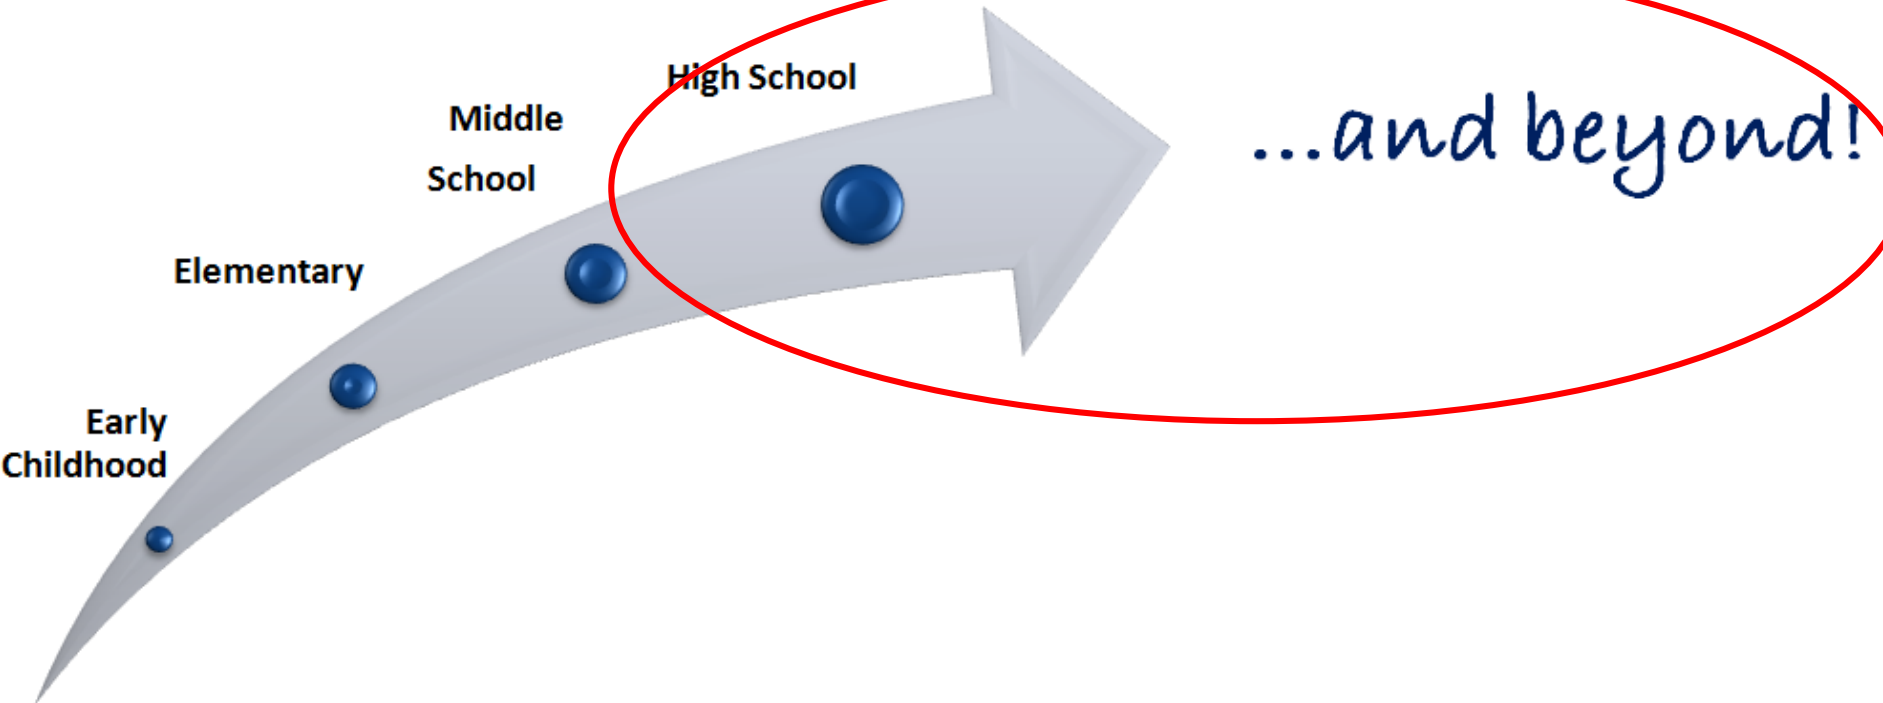 Early
Childhood
Elementary
Middle
School
High School
...and beyond!